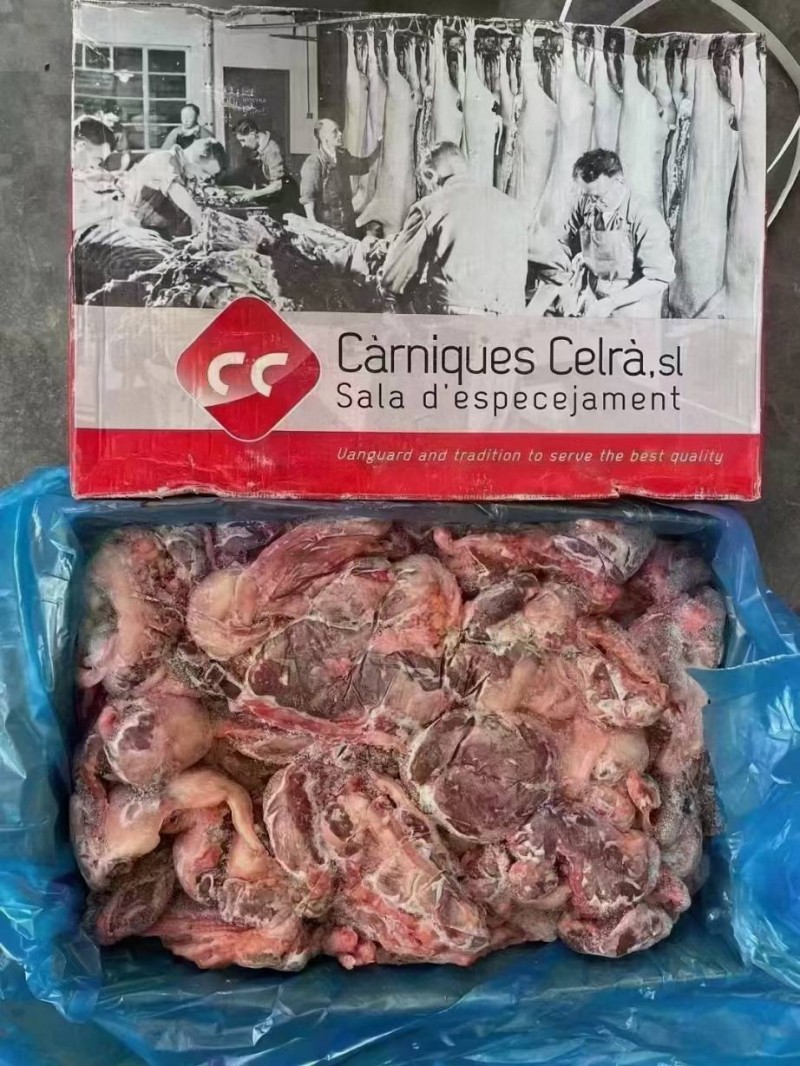 CC
Càrniques Celrà,sl
Sala d'especejament
Vanguard and tradition to serve the best quality